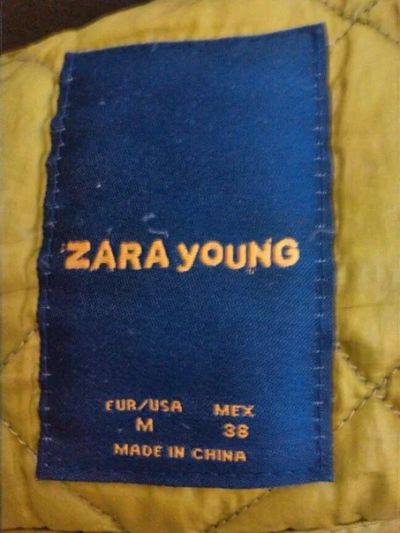 ZARA YOUNG
EUR/USA MEX
M 38
MADE IN CHINA